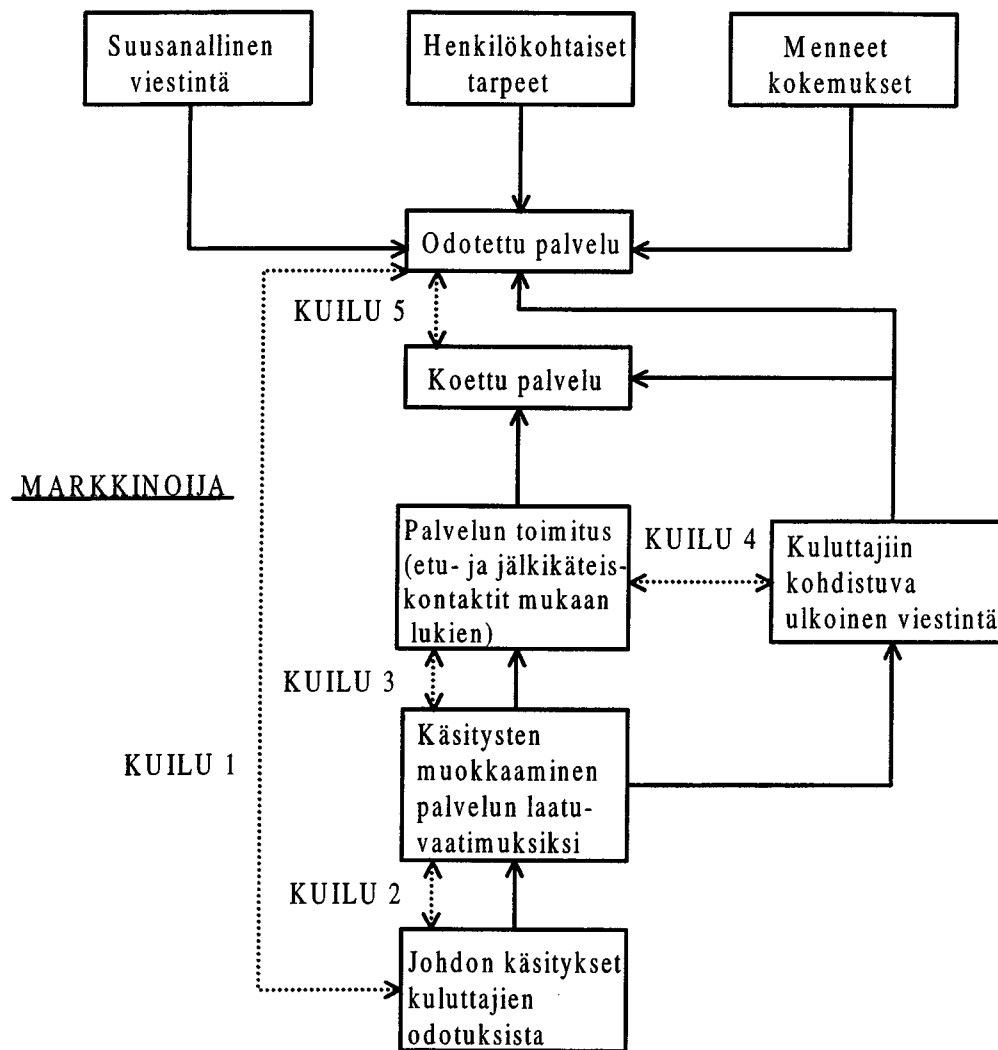 Suusanallinen
viestintä
Henkilökohtaiset
tarpeet
Menneet
kokemukset
Odotettu palvelu
KUILU 5
Koettu palvelu
MARKKINOIJA
Palvelun toimitus
(etu- ja jälkikäteis-
kontaktit mukaan
lukien)
KUILU 4
Kuluttajiin
kohdistuva
ulkoinen viestintä
KUILU 3
Käsitysten
muokkaaminen
palvelun laatu-
vaatimuksiksi
KUILU 1
KUILU 2
Johdon käsitykset
kuluttajien
odotuksista